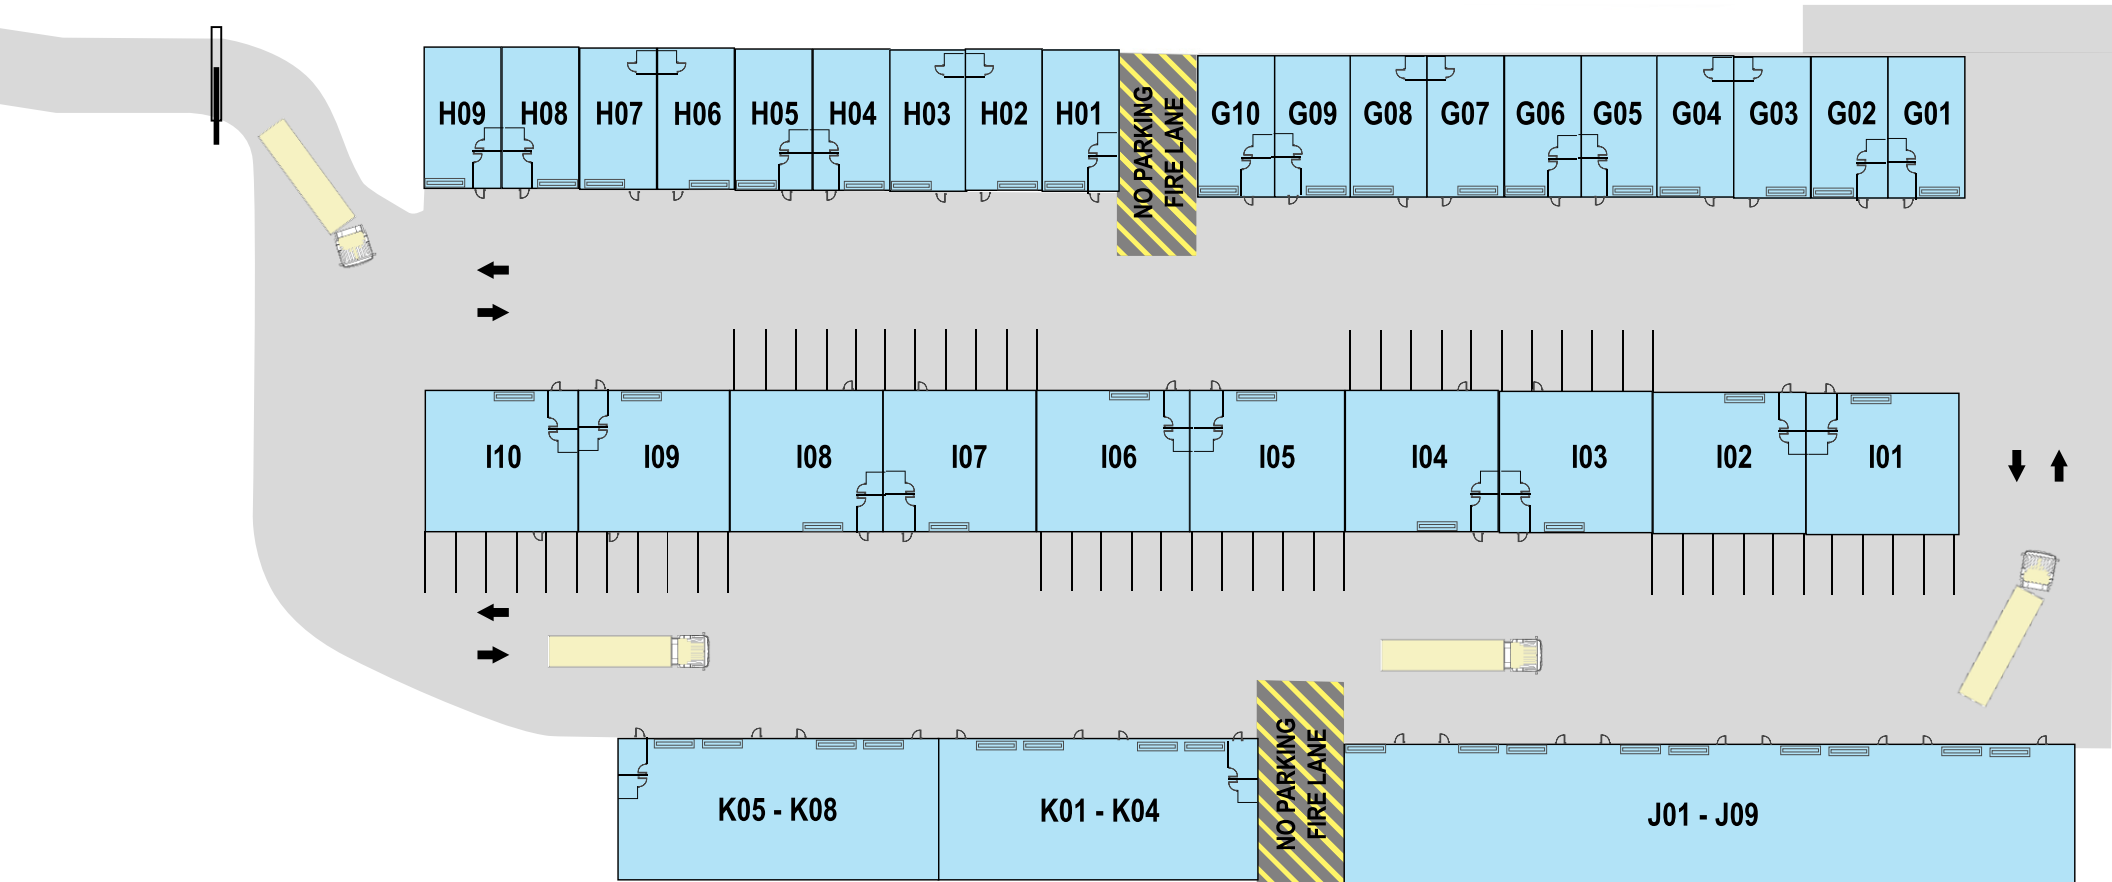 H09 H08 H07 H06 H05 H04 H03 H02 H01
NO PARKING
FIRE LANE
G10 G09 G08 G07 G06 G05 G04 G03 G02 G01
I10 I09 I08 I07 I06 I05 I04 I03 I02 I01
K05 - K08
K01 - K04
NO PARKING
FIRE LANE
J01 - J09